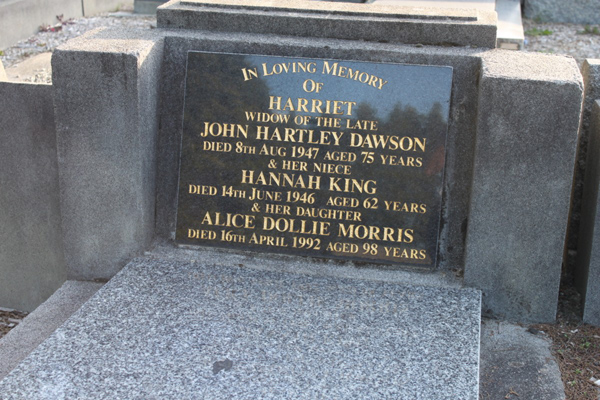 IN LOVING MEMORY
OF
HARRIET
WIDOW OF THE LATE
JOHN HARTLEY DAWSON
DIED 8TH AUG 1947 AGED 75 YEARS
& HER NIECE
HANNAH KING
DIED 14TH JUNE 1946 AGED 62 YEARS
& HER DAUGHTER
ALICE DOLLIE MORRIS
DIED 16TH APRIL 1992 AGED 98 YEARS